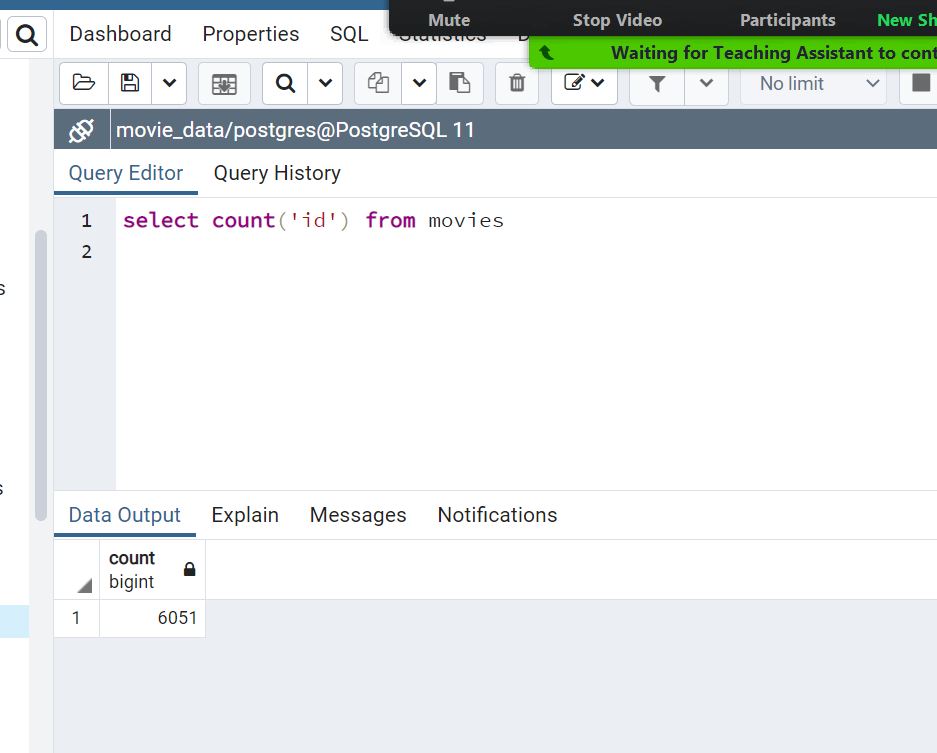 Mute Stop Video Participants New Sh
Dashboard Properties SQL Statistics
Waiting for Teaching Assistant to cont
No limit
movie_data/postgres@PostgreSQL 11
Query Editor Query History
1 select count('id') from movies
2
s
s
Data Output Explain Messages Notifications
count
bigint
1 6051